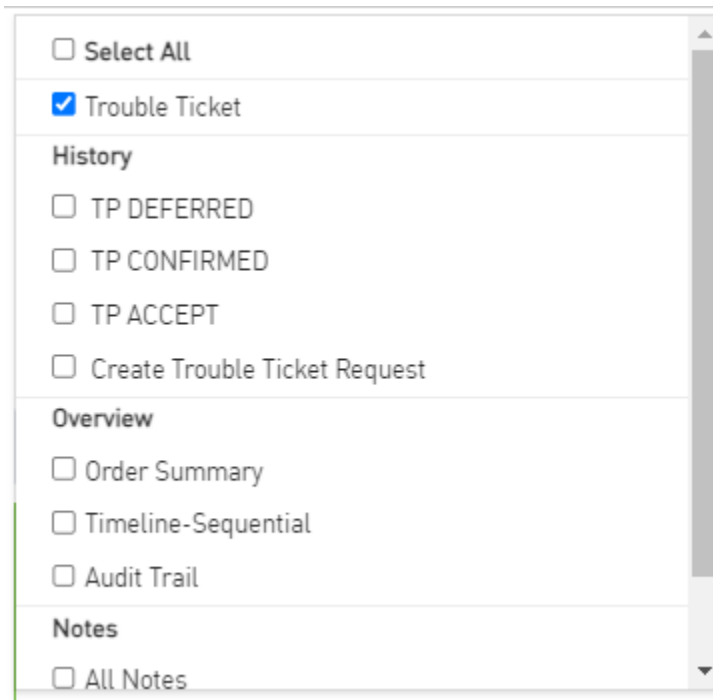 Select All
Trouble Ticket
History
TP DEFERRED
TP CONFIRMED
TP ACCEPT
Create Trouble Ticket Request
Overview
Order Summary
Timeline-Sequential
Audit Trail
Notes
All Notes